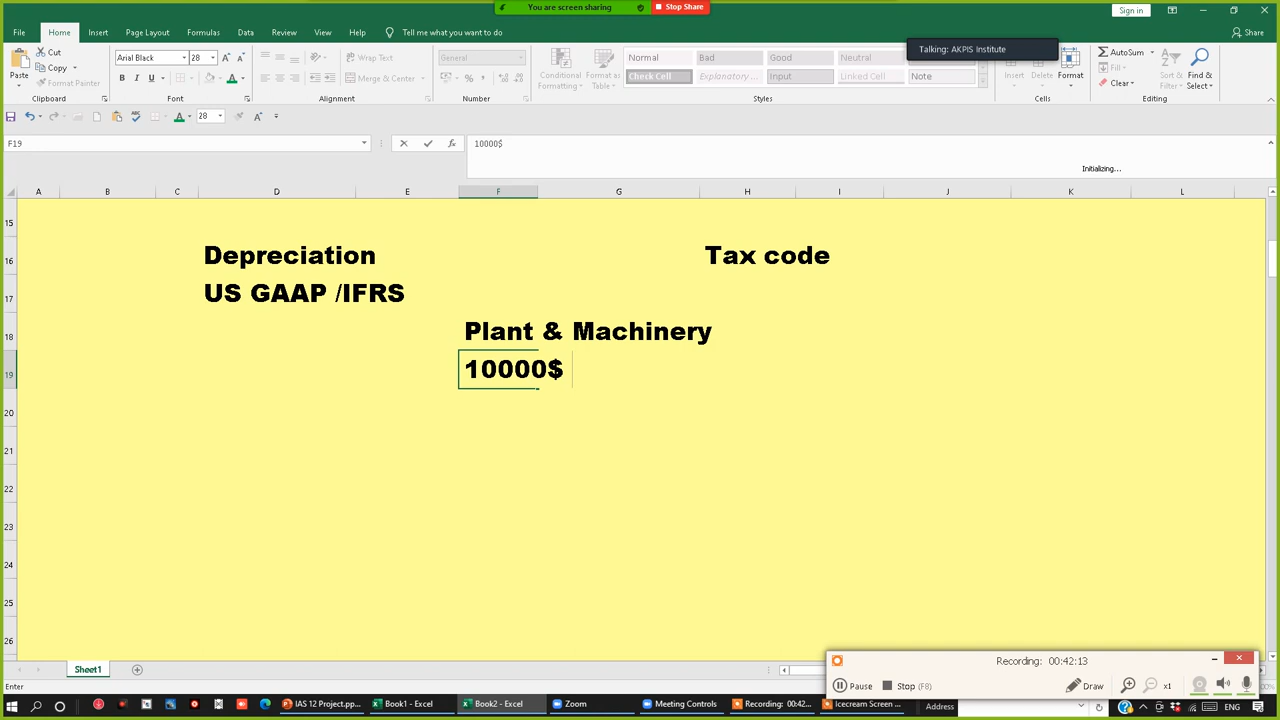 You are screen sharing
Stop Share
Sign in
File Home Insert Page Layout Formulas Data Review View Help Tell me what you want to do
Share
Talking: AKPIS Institute
Paste
Cut
Copy
Format Painter
Arial Black 28
B I U
Wrap Text
Merge & Center
General
Conditional Formatting
Format as Table
Normal Bad Good Neutral
Check Cell Explanatory ... Input Linked Cell Note
Insert Delete Format
AutoSum
Fill
Clear
Sort & Filter
Find & Select
Clipboard Font Alignment Number Styles Cells Editing
28
F19 10000$
Initializing...
A B C D E F G H I J K L
15
16 Depreciation Tax code
17 US GAAP /IFRS
18 Plant & Machinery
19 10000$
20
21
22
23
24
25
26
Sheet1
Enter
Recording: 00:42:13
Pause Stop (F8) Draw x1
100%
IAS 12 Project.pp...
Book1 - Excel
Book2 - Excel
Zoom
Meeting Controls
Recording: 00:42...
Icecream Screen ...
Address
ENG